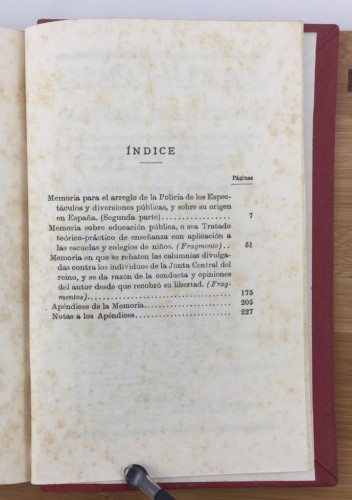 ÍNDICE
Páginas
Memoria para el arreglo de la Policía de los Espec-
táculos y diversiones públicas, y sobre su origen
en España. (Segunda parte).................... 7
Memoria sobre educación pública, o sea Tratado
teórico-práctico de enseñanza con aplicación a
las escuelas y colegios de niños. (Fragmento).. 51
Memoria en que se rebaten las calumnias divulga-
das contra los individuos de la Junta Central del
reino, y se da razón de la conducta y opiniones
del autor desde que recobró su libertad. (Frag-
mentos)........................................ 175
Apéndices de la Memoria........................ 205
Notas a los Apéndices.......................... 227